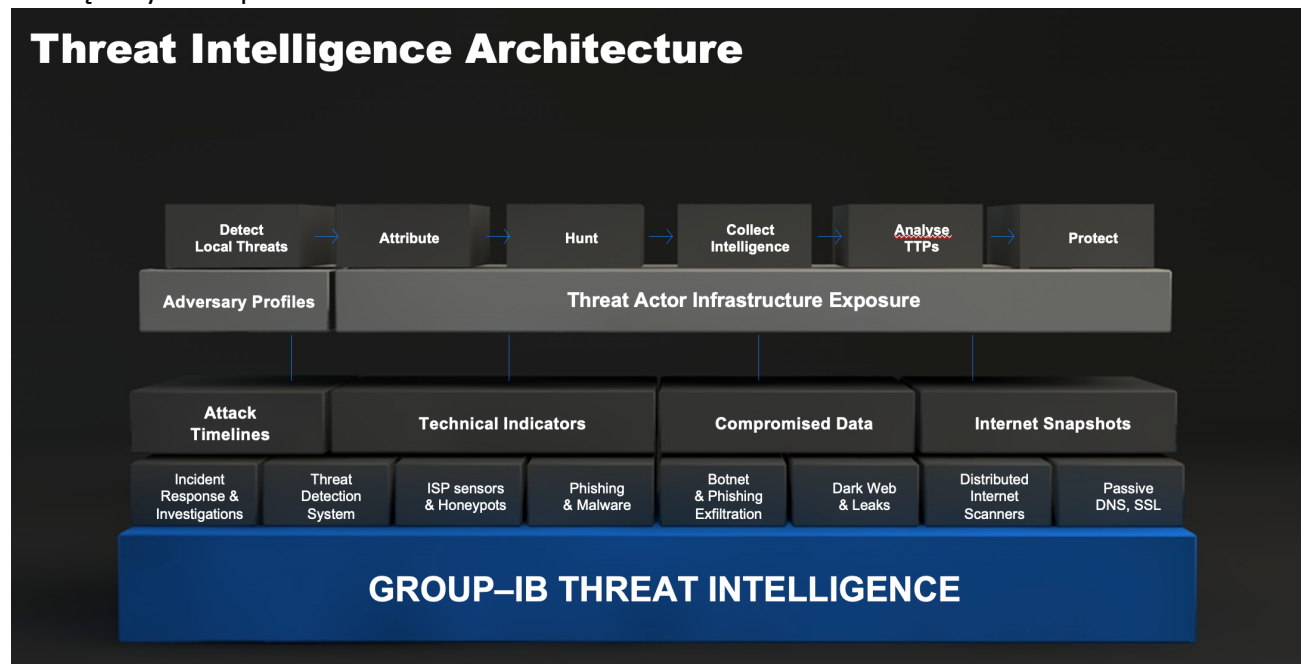 Threat Intelligence Architecture
Detect
Local Threats
Attribute
Hunt
Collect
Intelligence
Analyse
TTPs
Protect
Adversary Profiles
Threat Actor Infrastructure Exposure
Attack
Timelines
Technical Indicators
Compromised Data
Internet Snapshots
Incident
Response &
Investigations
Threat
Detection
System
ISP sensors
& Honeypots
Phishing
& Malware
Botnet
& Phishing
Exfiltration
Dark Web
& Leaks
Distributed
Internet
Scanners
Passive
DNS, SSL
GROUP–IB THREAT INTELLIGENCE